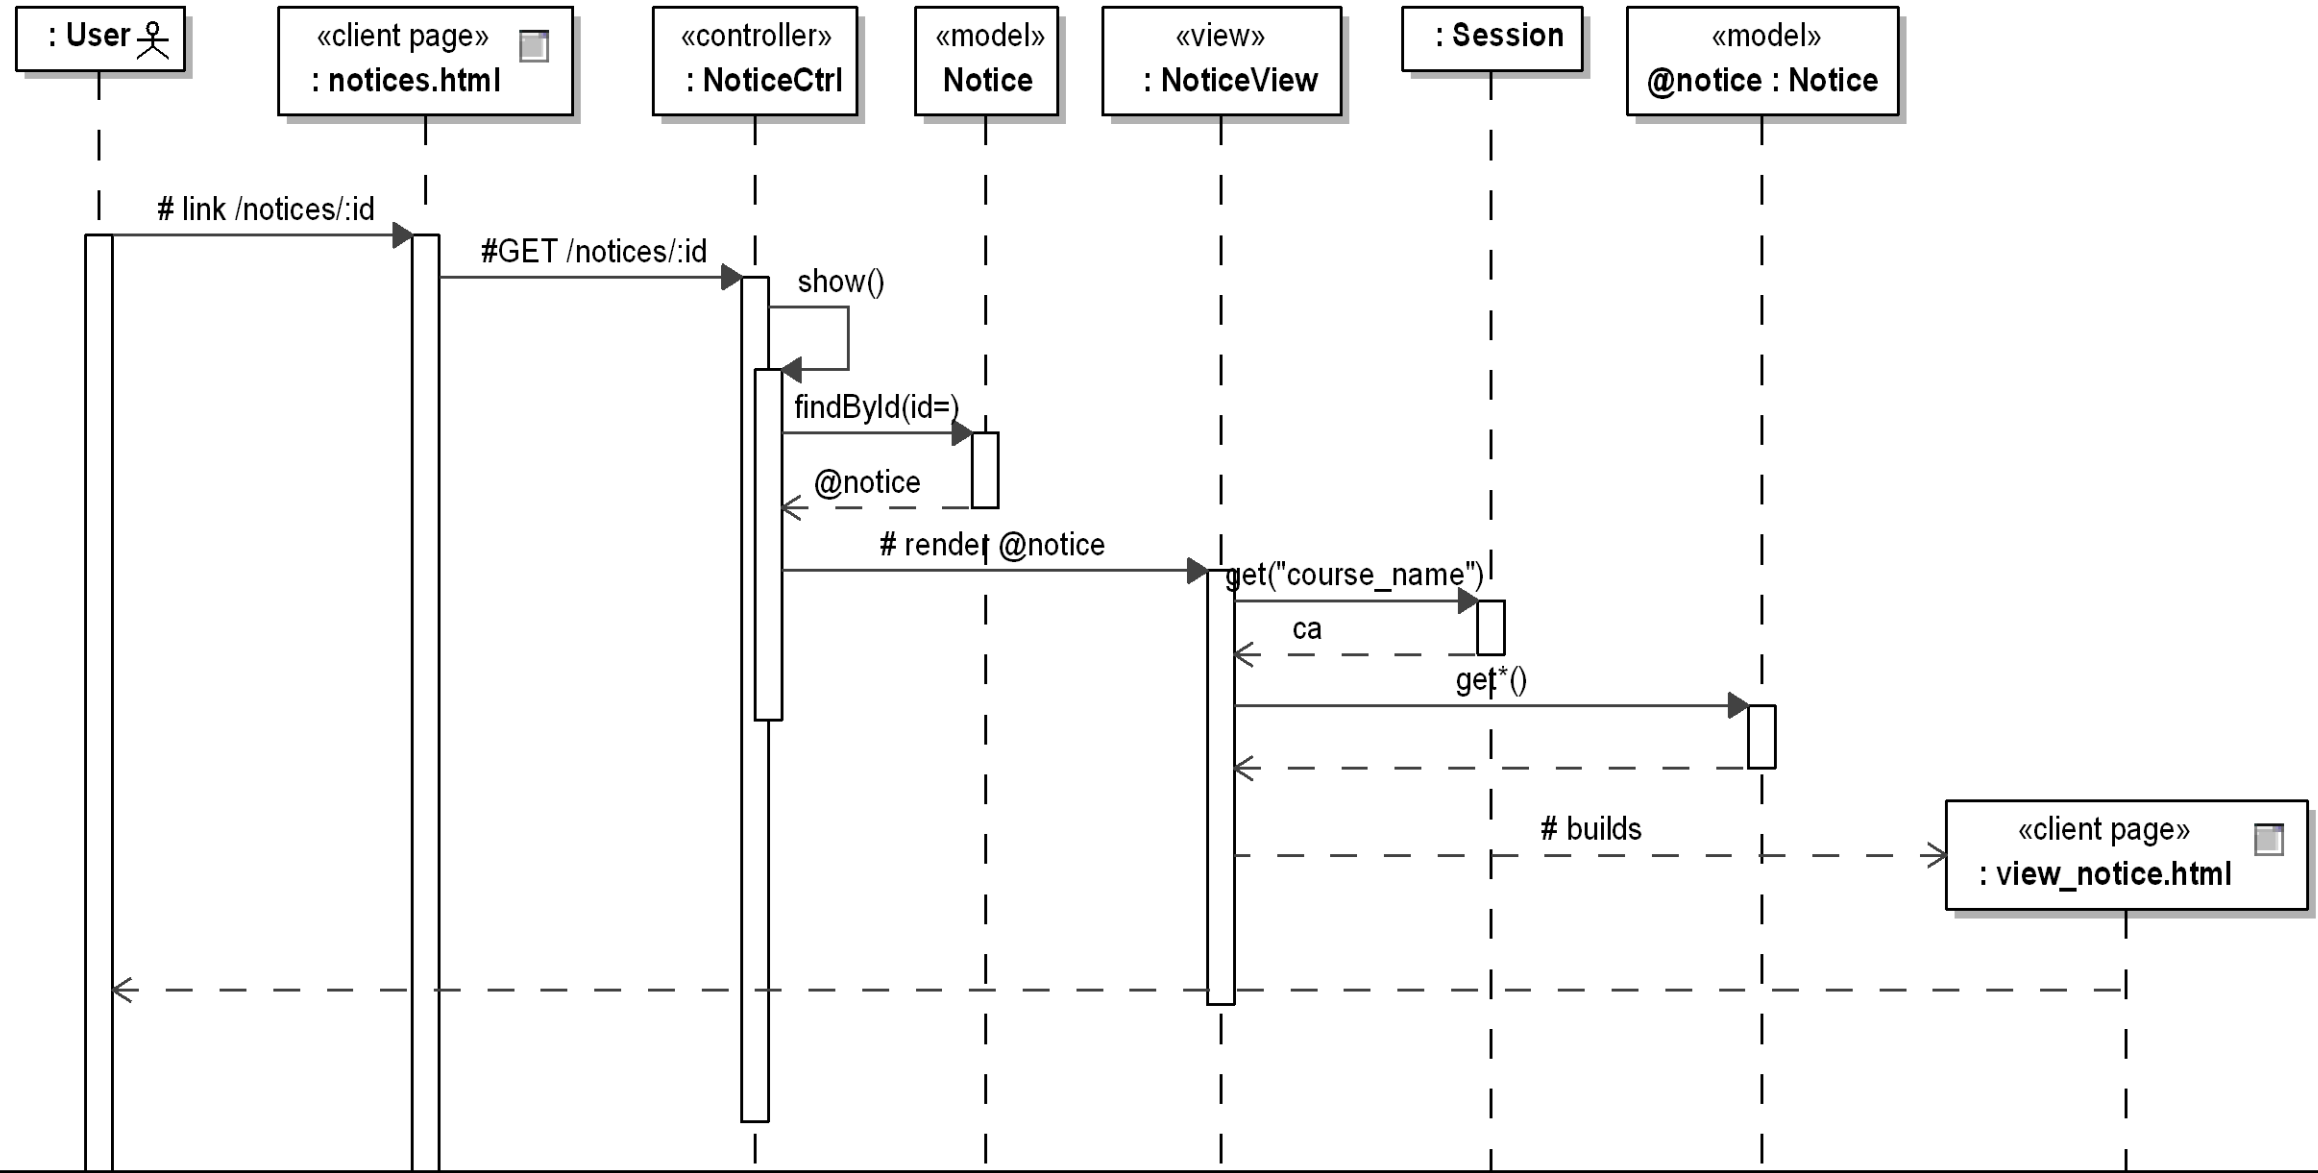 : User
«client page»
: notices.html
«controller»
: NoticeCtrl
«model»
Notice
«view»
: NoticeView
: Session
«model»
@notice : Notice
# link /notices/:id
#GET /notices/:id
show()
findById(id=)
@notice
# render @notice
get("course_name")
ca
get*()
# builds
«client page»
: view_notice.html